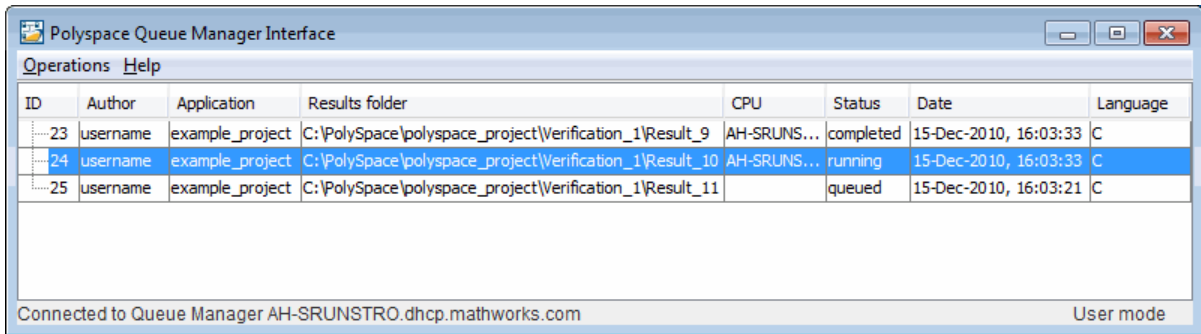 Polyspace Queue Manager Interface
Operations Help
ID Author Application Results folder CPU Status Date Language
23 username example_project C:\PolySpace\polyspace_project\Verification_1\Result_9 AH-SRUNS... completed 15-Dec-2010, 16:03:33 C
24 username example_project C:\PolySpace\polyspace_project\Verification_1\Result_10 AH-SRUNS... running 15-Dec-2010, 16:03:33 C
25 username example_project C:\PolySpace\polyspace_project\Verification_1\Result_11 queued 15-Dec-2010, 16:03:21 C
Connected to Queue Manager AH-SRUNSTRO.dhcp.mathworks.com User mode